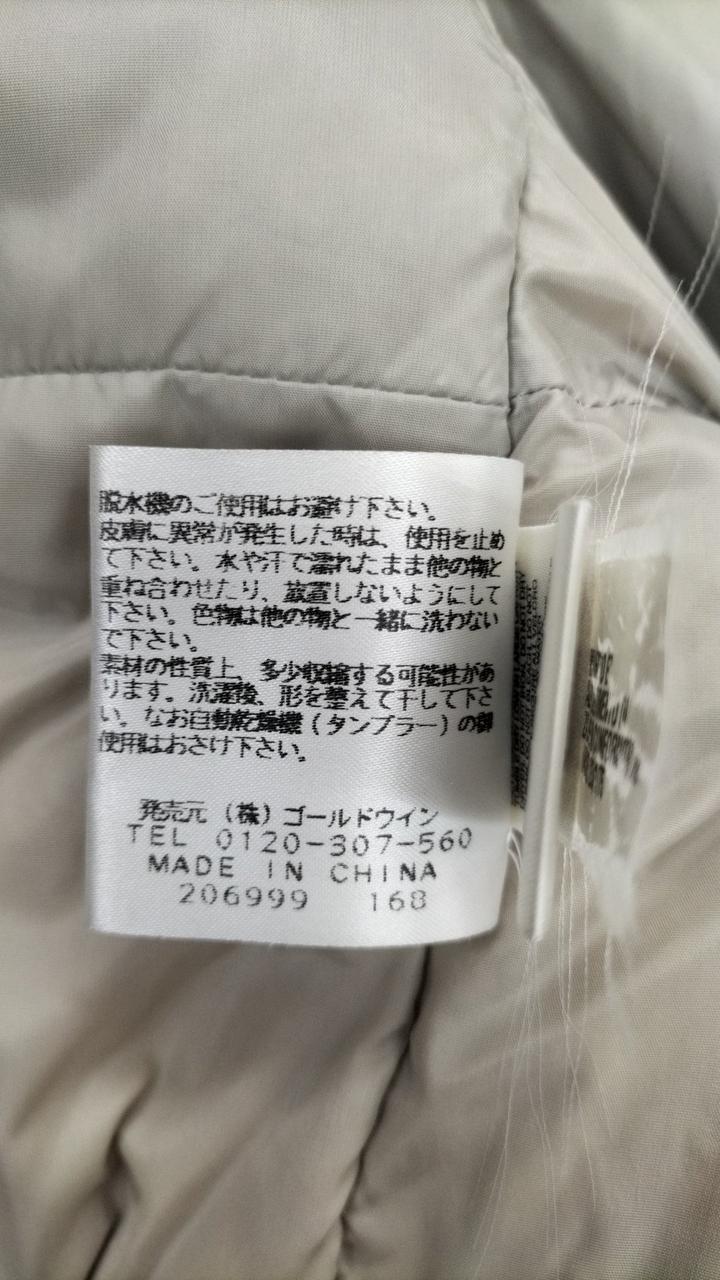 脱水機のご使用はお避け下さい。
皮膚に異常が発生した時は、使用を止め
て下さい。水や汗で濡れたまま他の物と
重ね合わせたり、放置しないようにして
下さい。色物は他の物と一緒に洗わない
で下さい。
素材の性質上、多少収縮する可能性があ
ります。洗濯後、形を整えて干して下さ
い。なお自動乾燥機（タンブラー）の御
使用はおさけ下さい。
発売元（株）ゴールドウイン
TEL 0120-307-560
MADE IN CHINA
206999 168